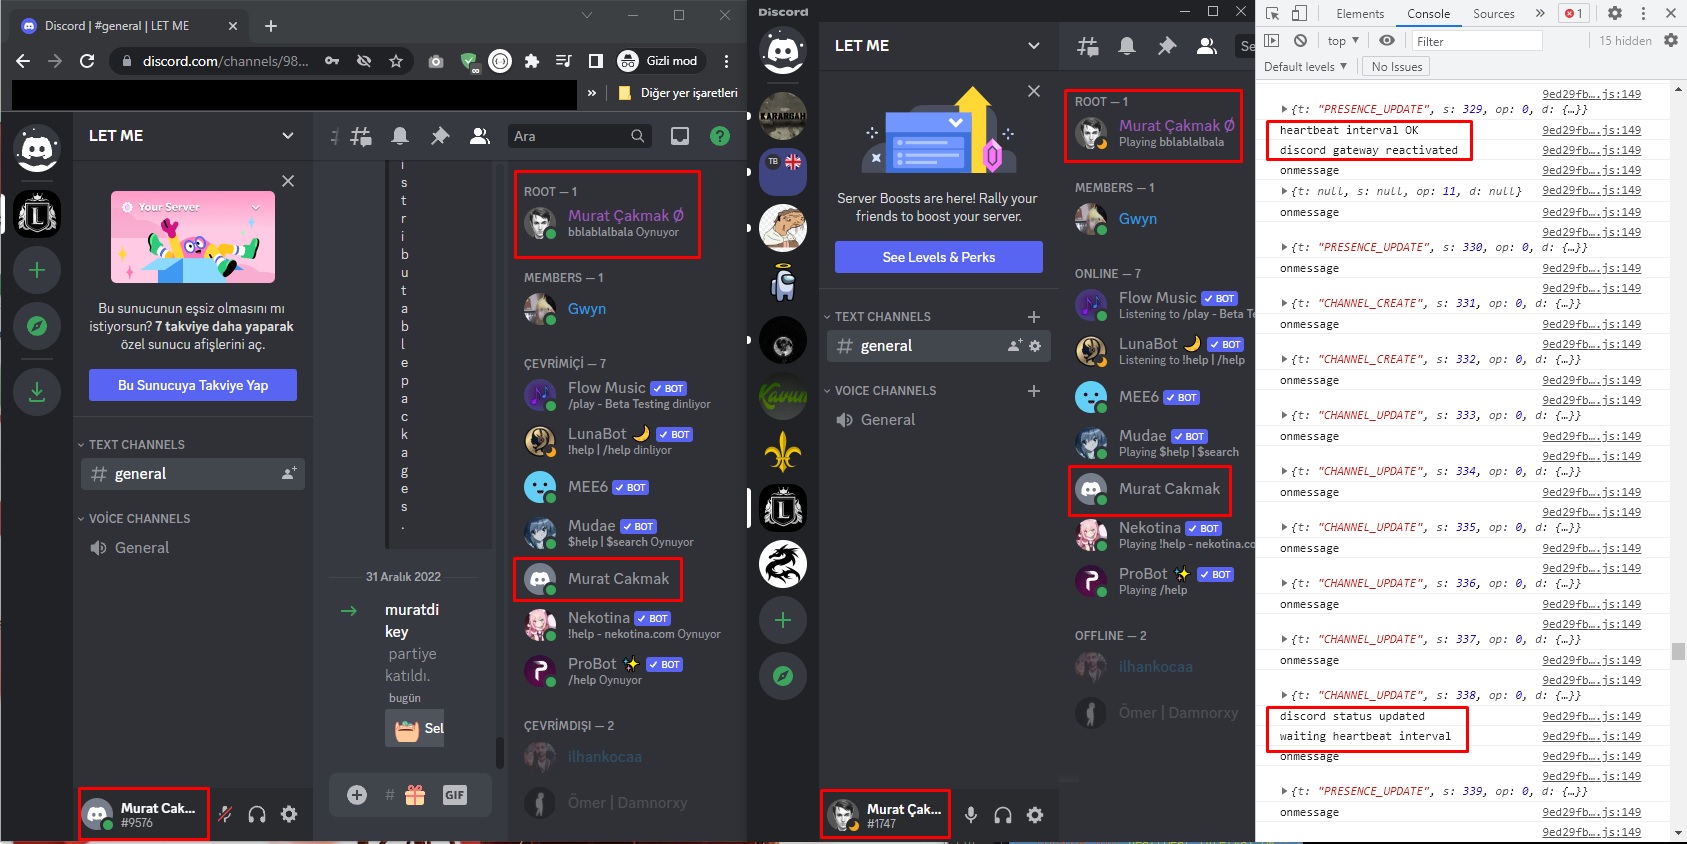 Discord | #general | LET ME
discord.com/channels/98...
Gizli mod
»
Diğer yer işaretleri
LET ME
Ara
Your Server
Bu sunucunun eşsiz olmasını mı
istiyorsun? 7 takviye daha yaparak
özel sunucu afişlerini aç.
Bu Sunucuya Takviye Yap
TEXT CHANNELS
general
VOİCE CHANNELS
General
Murat Cak...
#9576
i
s
t
r
i
b
u
t
a
b
l
e
p
a
c
k
a
g
e
s
.
31 Aralık 2022
muratdi
key
partiye
katıldı.
bugün
Sel
#
GIF
ROOT — 1
Murat Çakmak Ø
bblablalbala Oynuyor
MEMBERS — 1
Gwyn
ÇEVRİMİÇİ — 7
Flow Music BOT
/play - Beta Testing dinliyor
LunaBot 🌙 BOT
!help | /help dinliyor
MEE6 BOT
Mudae BOT
$help | $search Oynuyor
Murat Cakmak
Nekotina BOT
!help - nekotina.com Oynuyor
ProBot ✨ BOT
/help Oynuyor
ÇEVRİMDIŞI — 2
ilhankocaa
Ömer | Damnorxy
Discord
KARARGAH
TB
L
LET ME
Server Boosts are here! Rally your
friends to boost your server.
See Levels & Perks
TEXT CHANNELS
general
VOICE CHANNELS
General
Murat Çak...
#1747
Se
ROOT — 1
Murat Çakmak Ø
Playing bblablalbala
MEMBERS — 1
Gwyn
ONLINE — 7
Flow Music BOT
Listening to /play - Beta Te
LunaBot 🌙 BOT
Listening to !help | /help
MEE6 BOT
Mudae BOT
Playing $help | $search
Murat Cakmak
Nekotina BOT
Playing !help - nekotina.co
ProBot ✨ BOT
Playing /help
OFFLINE — 2
ilhankocaa
Ömer | Damnorxy
Elements Console Sources » 1
top ▼ Filter 15 hidden
Default levels ▼ No Issues
9ed29fb….js:149
{t: "PRESENCE_UPDATE", s: 329, op: 0, d: {…}}
heartbeat interval OK 9ed29fb….js:149
discord gateway reactivated 9ed29fb….js:149
onmessage 9ed29fb….js:149
{t: null, s: null, op: 11, d: null} 9ed29fb….js:149
onmessage 9ed29fb….js:149
9ed29fb….js:149
{t: "PRESENCE_UPDATE", s: 330, op: 0, d: {…}}
onmessage 9ed29fb….js:149
9ed29fb….js:149
{t: "CHANNEL_CREATE", s: 331, op: 0, d: {…}}
onmessage 9ed29fb….js:149
9ed29fb….js:149
{t: "CHANNEL_CREATE", s: 332, op: 0, d: {…}}
onmessage 9ed29fb….js:149
9ed29fb….js:149
{t: "CHANNEL_UPDATE", s: 333, op: 0, d: {…}}
onmessage 9ed29fb….js:149
9ed29fb….js:149
{t: "CHANNEL_UPDATE", s: 334, op: 0, d: {…}}
onmessage 9ed29fb….js:149
9ed29fb….js:149
{t: "CHANNEL_UPDATE", s: 335, op: 0, d: {…}}
onmessage 9ed29fb….js:149
9ed29fb….js:149
{t: "CHANNEL_UPDATE", s: 336, op: 0, d: {…}}
onmessage 9ed29fb….js:149
9ed29fb….js:149
{t: "CHANNEL_UPDATE", s: 337, op: 0, d: {…}}
onmessage 9ed29fb….js:149
9ed29fb….js:149
{t: "CHANNEL_UPDATE", s: 338, op: 0, d: {…}}
discord status updated 9ed29fb….js:149
waiting heartbeat interval 9ed29fb….js:149
onmessage 9ed29fb….js:149
9ed29fb….js:149
{t: "PRESENCE_UPDATE", s: 339, op: 0, d: {…}}
onmessage 9ed29fb….js:149
9ed29fb….js:149